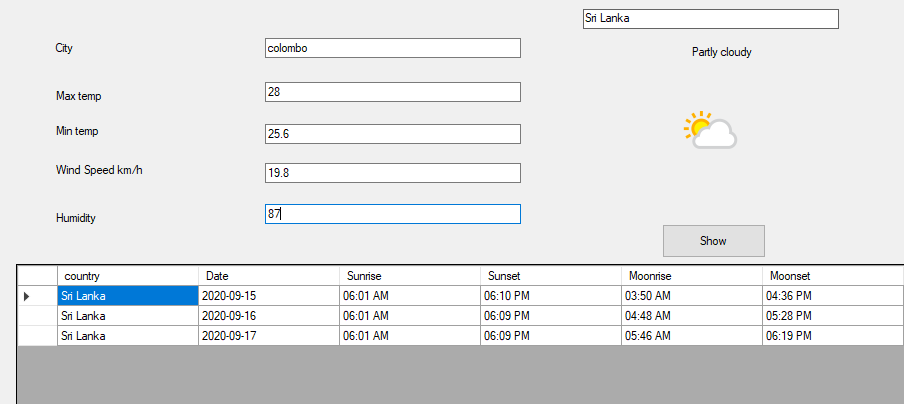 Sri Lanka
City colombo
Partly cloudy
Max temp 28
Min temp 25.6
Wind Speed km/h 19.8
Humidity 87
Show
country Date Sunrise Sunset Moonrise Moonset
Sri Lanka 2020-09-15 06:01 AM 06:10 PM 03:50 AM 04:36 PM
Sri Lanka 2020-09-16 06:01 AM 06:09 PM 04:48 AM 05:28 PM
Sri Lanka 2020-09-17 06:01 AM 06:09 PM 05:46 AM 06:19 PM